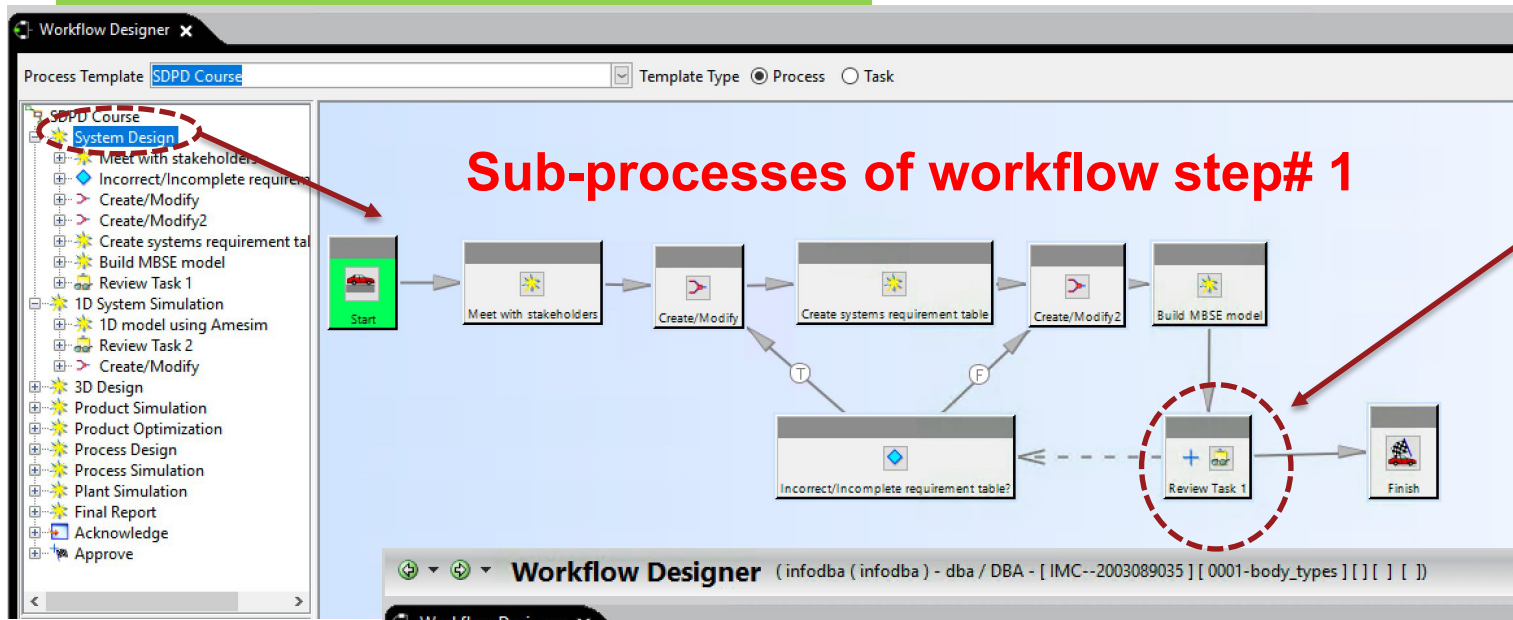 Workflow Designer
Process Template SDPD Course Template Type Process Task
SDPD Course
System Design
Meet with stakeholders
Incorrect/Incomplete requirem
Create/Modify
Create/Modify2
Create systems requirement tal
Build MBSE model
Review Task 1
1D System Simulation
1D model using Amesim
Review Task 2
Create/Modify
3D Design
Product Simulation
Product Optimization
Process Design
Process Simulation
Plant Simulation
Final Report
Acknowledge
Approve
Sub-processes of workflow step# 1
Start
Meet with stakeholders
Create/Modify
Create systems requirement table
Create/Modify2
Build MBSE model
T
F
Incorrect/Incomplete requirement table?
Review Task 1
Finish
Workflow Designer ( infodba ( infodba ) - dba / DBA - [ IMC--2003089035 ] [ 0001-body_types ] [ ] [ ] [ ])
Workflow Designer